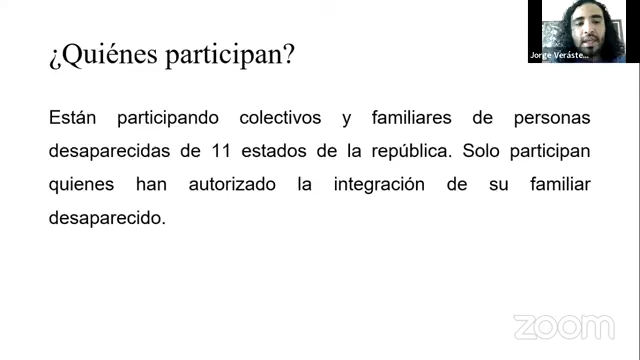 ¿Quiénes participan?
Jorge Veráste...
Están participando colectivos y familiares de personas
desaparecidas de 11 estados de la república. Solo participan
quienes han autorizado la integración de su familiar
desaparecido.
zoom